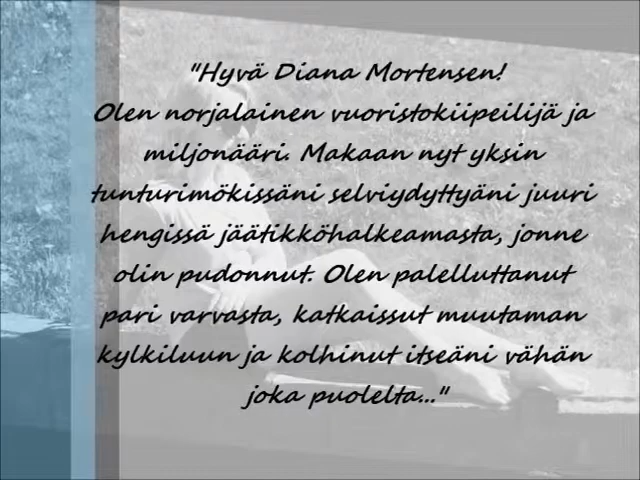 "Hyvä Diana Mortensen!
Olen norjalainen vuoristokiipeilijä ja
miljonääri. Makaan nyt yksin
tunturimökissäni selviydyttyäni juuri
hengissä jäätikköhalkeamasta, jonne
olin pudonnut. Olen palelluttanut
pari varvasta, katkaissut muutaman
kylkiluun ja kolhinut itseäni vähän
joka puolelta..."